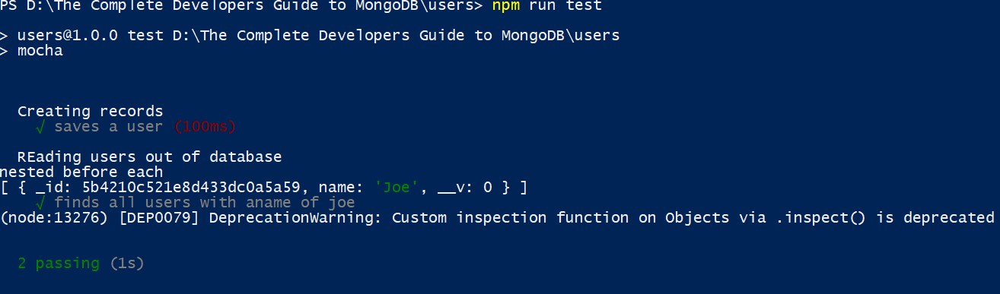 PS D:\The Complete Developers Guide to MongoDB\users> npm run test
> users@1.0.0 test D:\The Complete Developers Guide to MongoDB\users
> mocha
Creating records
√ saves a user (100ms)
REading users out of database
nested before each
[ { _id: 5b4210c521e8d433dc0a5a59, name: 'Joe', __v: 0 } ]
√ finds all users with aname of joe
(node:13276) [DEP0079] DeprecationWarning: Custom inspection function on Objects via .inspect() is deprecated
2 passing (1s)